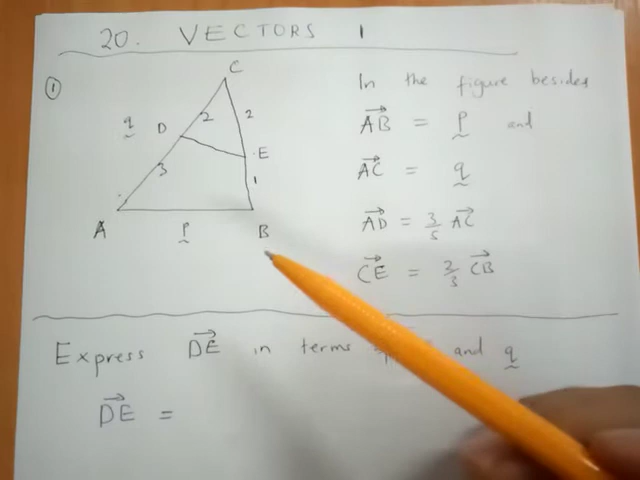 20. VECTORS 1
1
C
q
D
2
2
E
3
1
A
p
B
In the figure besides
AB = p and
AC = q
AD = 3/5 AC
CE = 2/3 CB
Express DE in terms and q
DE =